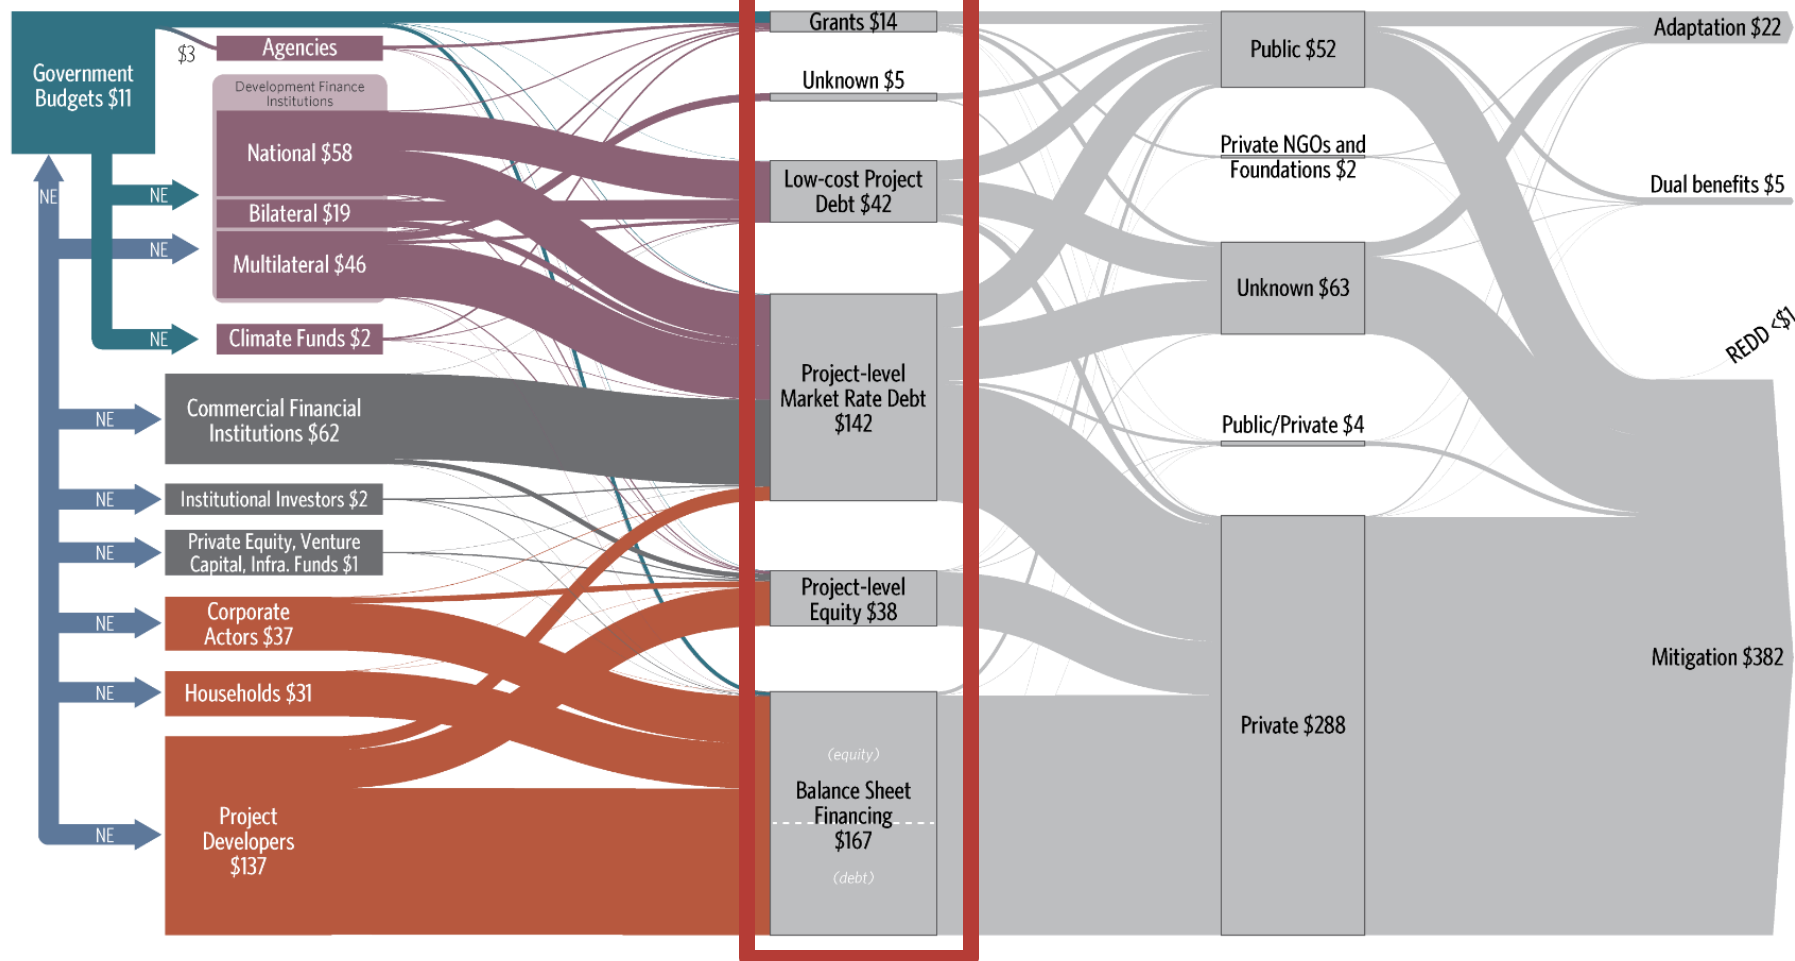 Government
Budgets $11
$3
Agencies
Development Finance
Institutions
National $58
Bilateral $19
Multilateral $46
Climate Funds $2
NE
NE
NE
NE
Commercial Financial
Institutions $62
NE
Institutional Investors $2
NE
Private Equity, Venture
Capital, Infra. Funds $1
NE
Corporate
Actors $37
NE
Households $31
NE
Project
Developers
$137
NE
Grants $14
Unknown $5
Low-cost Project
Debt $42
Project-level
Market Rate Debt
$142
Project-level
Equity $38
(equity)
Balance Sheet
Financing
$167
(debt)
Public $52
Private NGOs and
Foundations $2
Unknown $63
Public/Private $4
Private $288
Adaptation $22
Dual benefits $5
REDD <$1
Mitigation $382